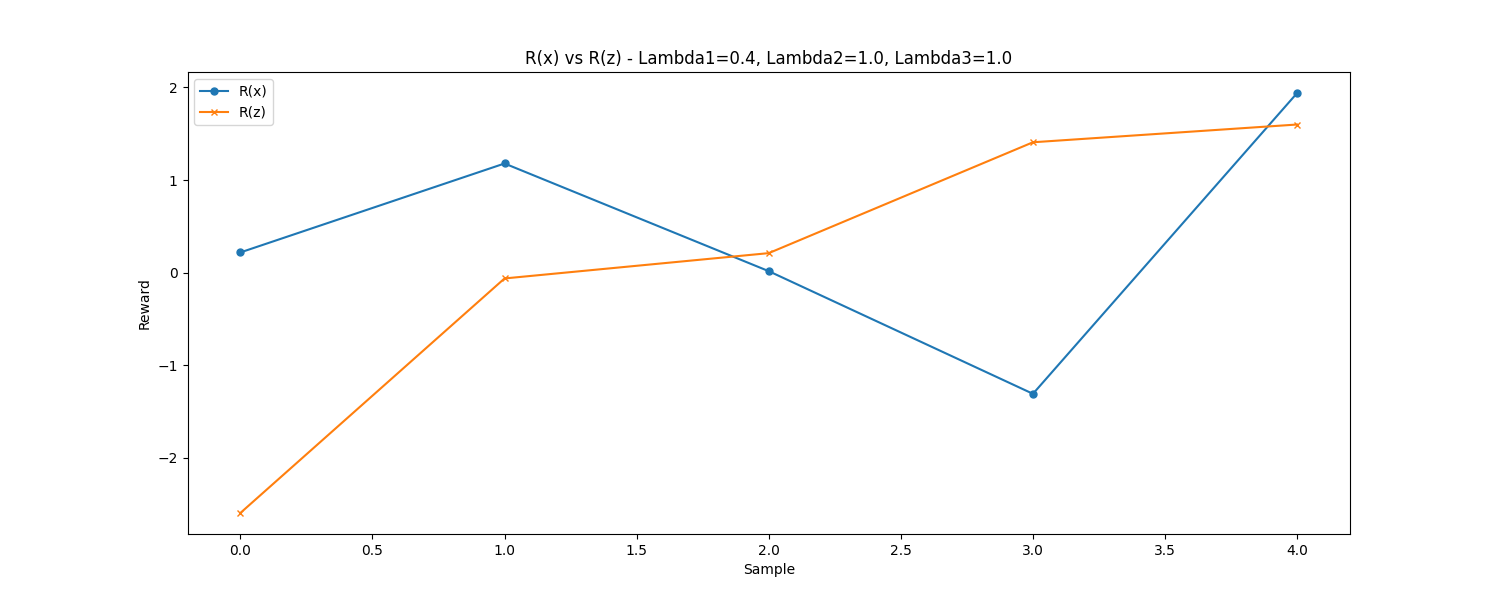 R(x) vs R(z) - Lambda1=0.4, Lambda2=1.0, Lambda3=1.0
R(x)
R(z)
2
1
0
−1
−2
Reward
0.0 0.5 1.0 1.5 2.0 2.5 3.0 3.5 4.0
Sample